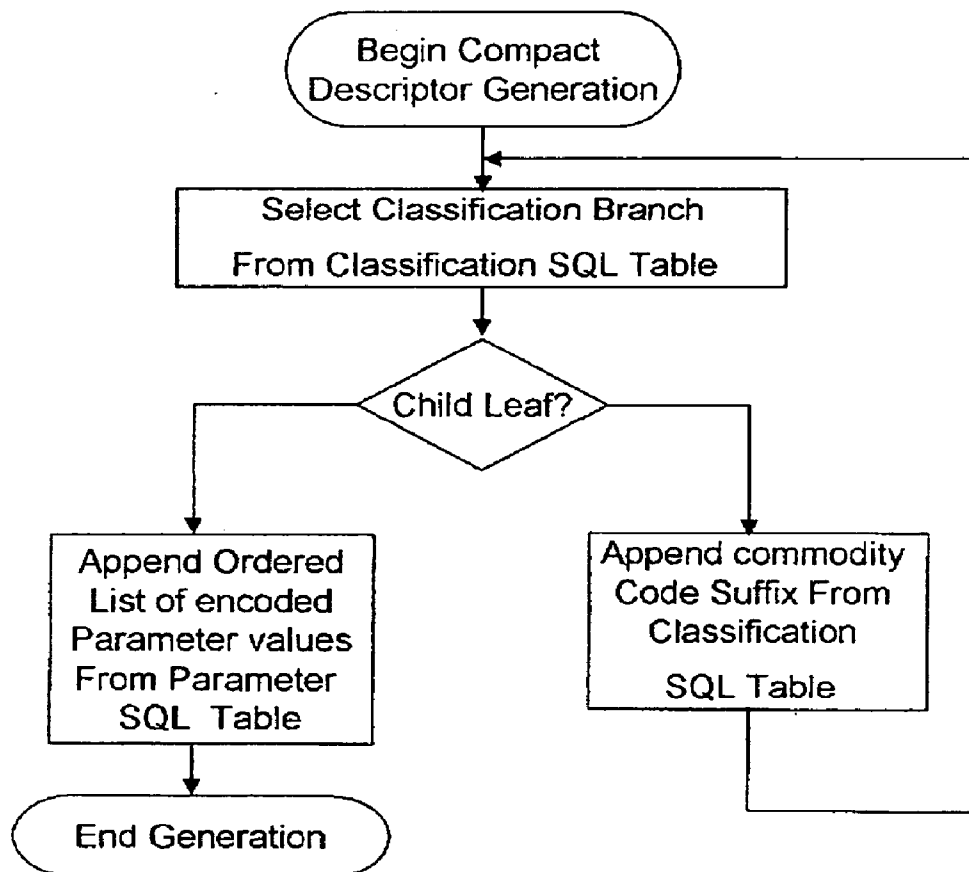 Begin Compact
Descriptor Generation
Select Classification Branch
From Classification SQL Table
Child Leaf?
Append Ordered
List of encoded
Parameter values
From Parameter
SQL Table
End Generation
Append commodity
Code Suffix From
Classification
SQL Table